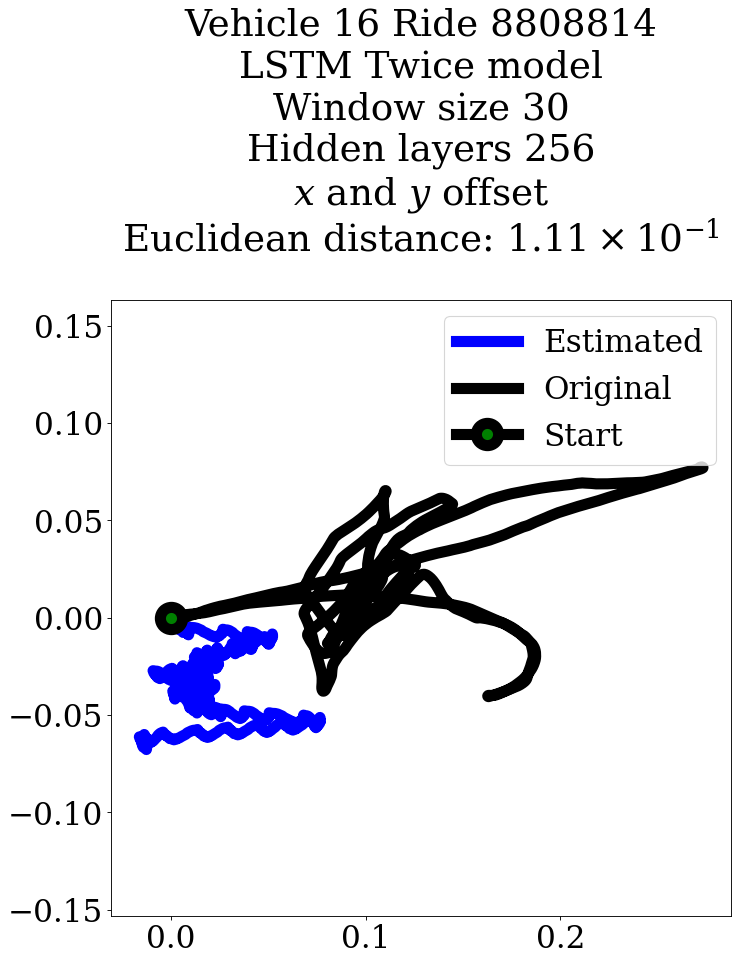 Vehicle 16 Ride 8808814
LSTM Twice model
Window size 30
Hidden layers 256
x and y offset
Euclidean distance: 1.11 × 10⁻¹
Estimated
Original
Start
0.15
0.10
0.05
0.00
−0.05
−0.10
−0.15
0.0 0.1 0.2